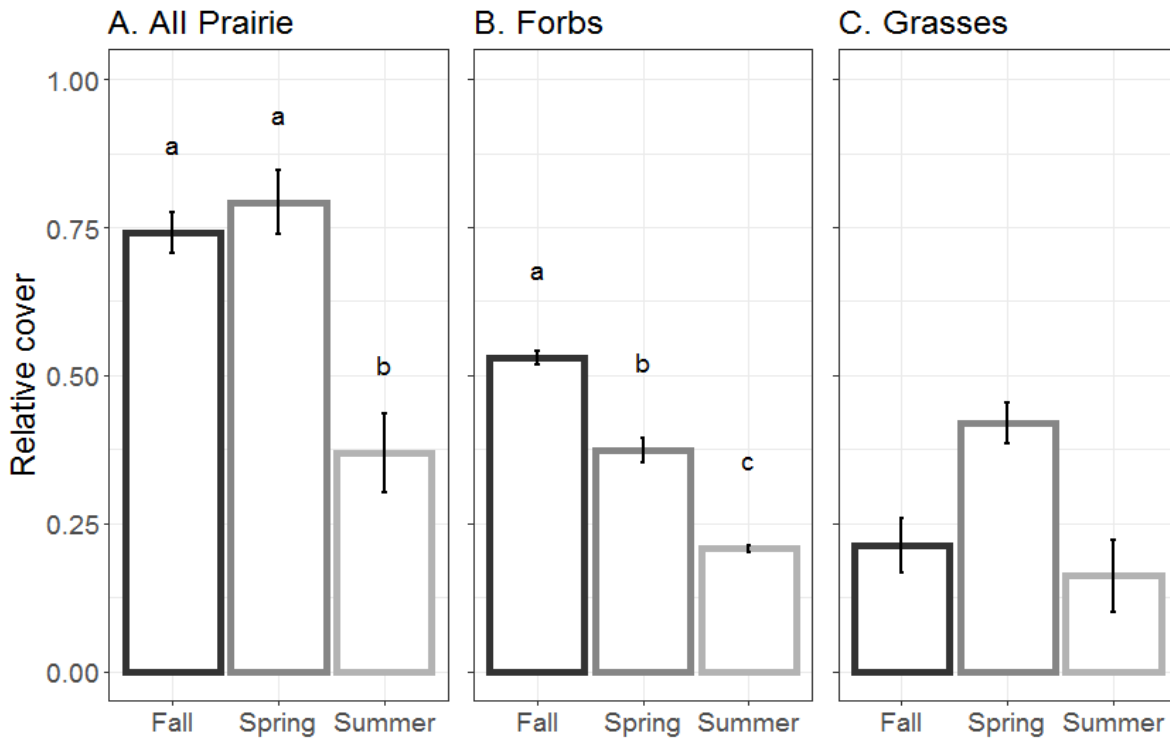 A. All Prairie
B. Forbs
C. Grasses
Relative cover
1.00
0.75
0.50
0.25
0.00
a
a
b
a
b
c
Fall
Spring
Summer
Fall
Spring
Summer
Fall
Spring
Summer